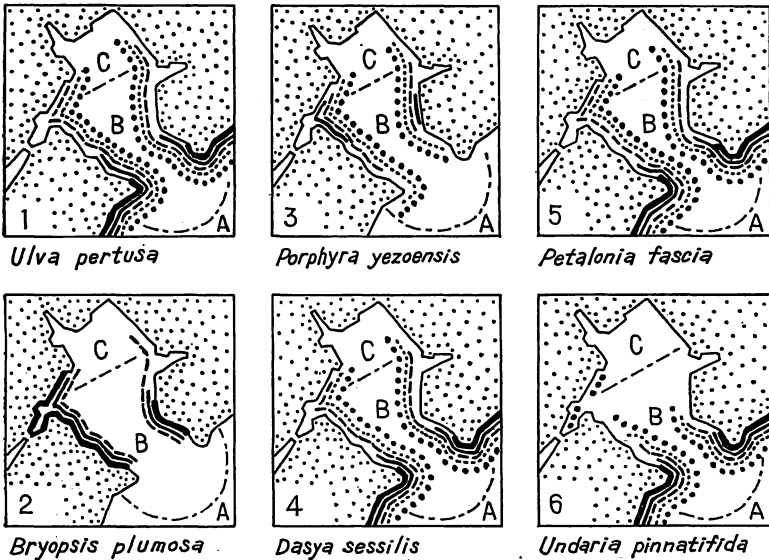 C
B
1
A
Ulva pertusa
C
B
3
A
Porphyra yezoensis
C
B
5
A
Petalonia fascia
C
B
2
A
Bryopsis plumosa
C
B
4
A
Dasya sessilis
C
B
6
A
Undaria pinnatifida